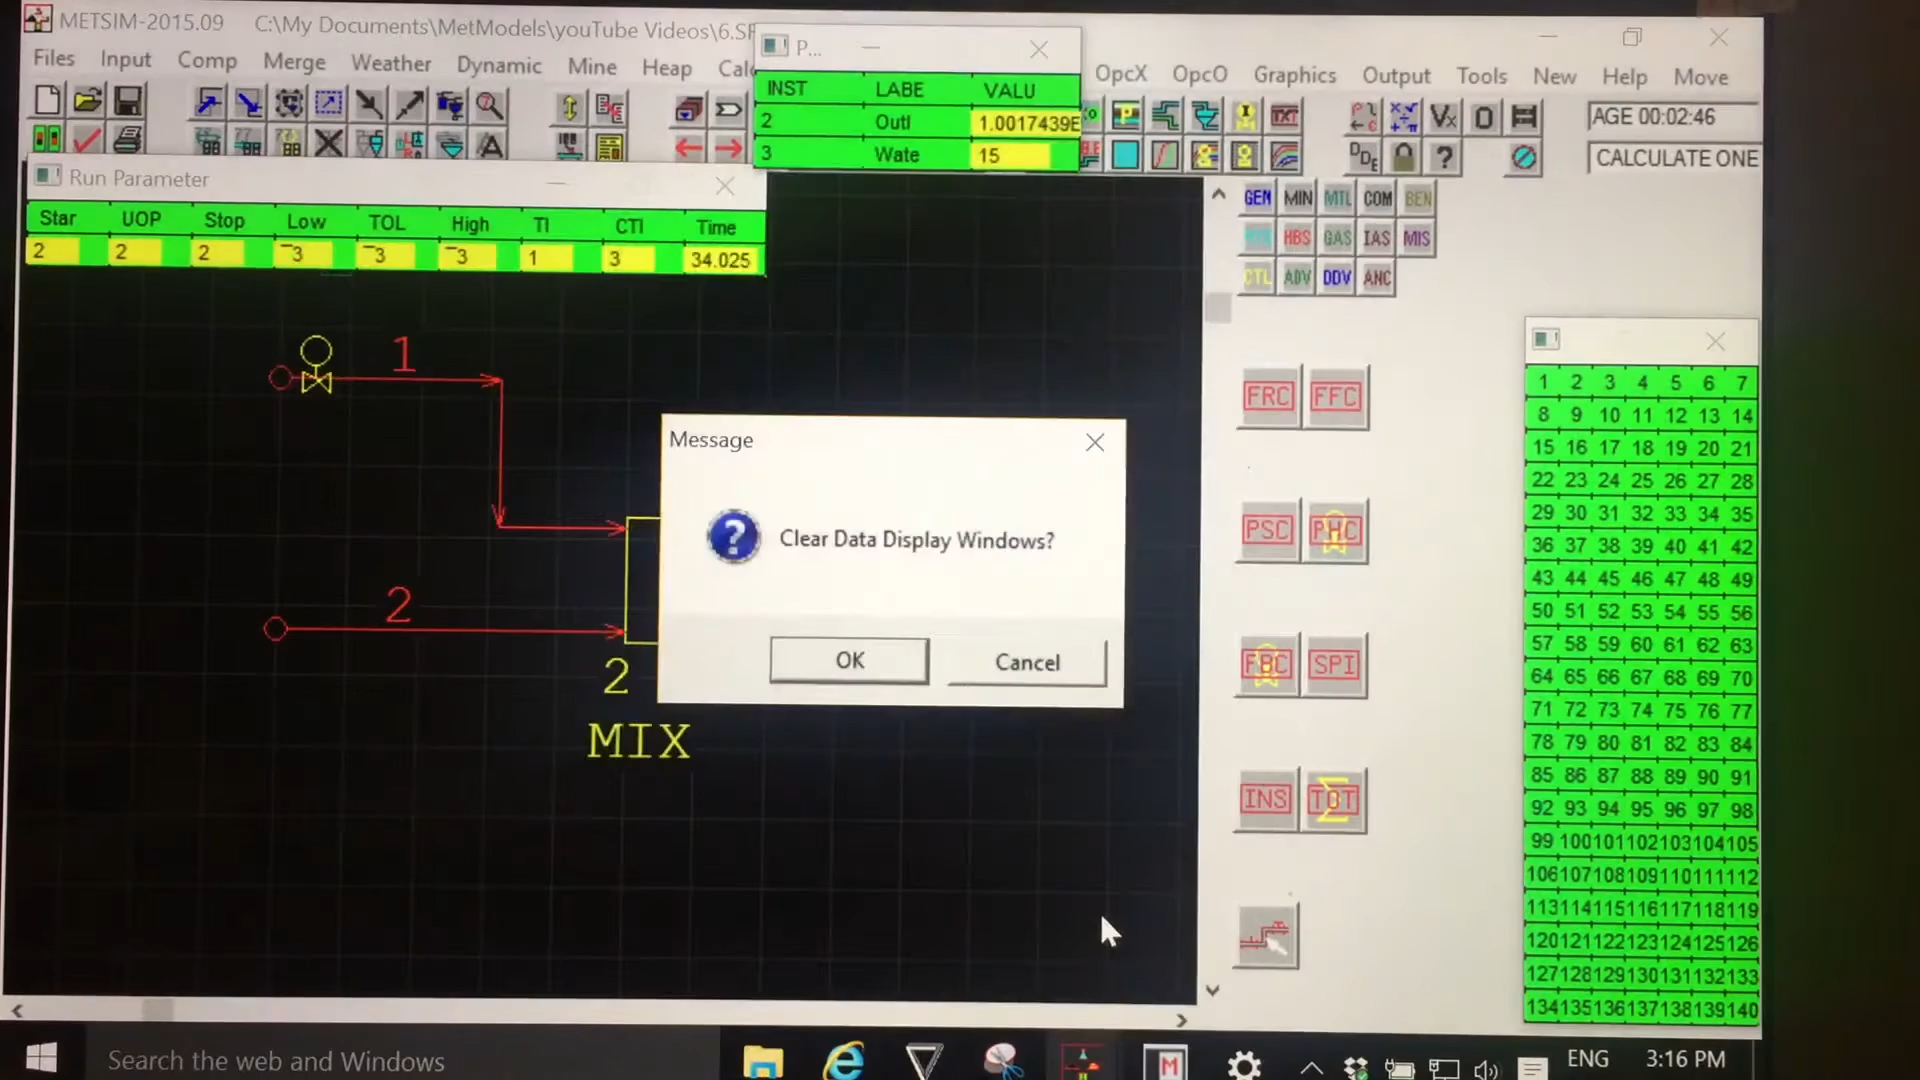 METSIM-2015.09 C:\My Documents\MetModels\youTube Videos\6.SF
Files Input Comp Merge Weather Dynamic Mine Heap Calc OpcX OpcO Graphics Output Tools New Help Move
P...
INST LABE VALU
2 Outl 1.0017439E
3 Wate 15
AGE 00:02:46
CALCULATE ONE
TXT
DDE
Run Parameter
Star UOP Stop Low TOL High TI CTI Time
2 2 2 ¯3 ¯3 ¯3 1 3 34.025
GEN MIN MTL COM BEN
HBS GAS IAS MIS
CTL ADV DDV ANC
1
2
2
MIX
Message
Clear Data Display Windows?
OK Cancel
FRC FFC
PSC PHC
FBC SPI
INS TOT
1 2 3 4 5 6 7
8 9 10 11 12 13 14
15 16 17 18 19 20 21
22 23 24 25 26 27 28
29 30 31 32 33 34 35
36 37 38 39 40 41 42
43 44 45 46 47 48 49
50 51 52 53 54 55 56
57 58 59 60 61 62 63
64 65 66 67 68 69 70
71 72 73 74 75 76 77
78 79 80 81 82 83 84
85 86 87 88 89 90 91
92 93 94 95 96 97 98
99 100 101 102 103 104 105
106 107 108 109 110 111 112
113 114 115 116 117 118 119
120 121 122 123 124 125 126
127 128 129 130 131 132 133
134 135 136 137 138 139 140
Search the web and Windows
ENG 3:16 PM